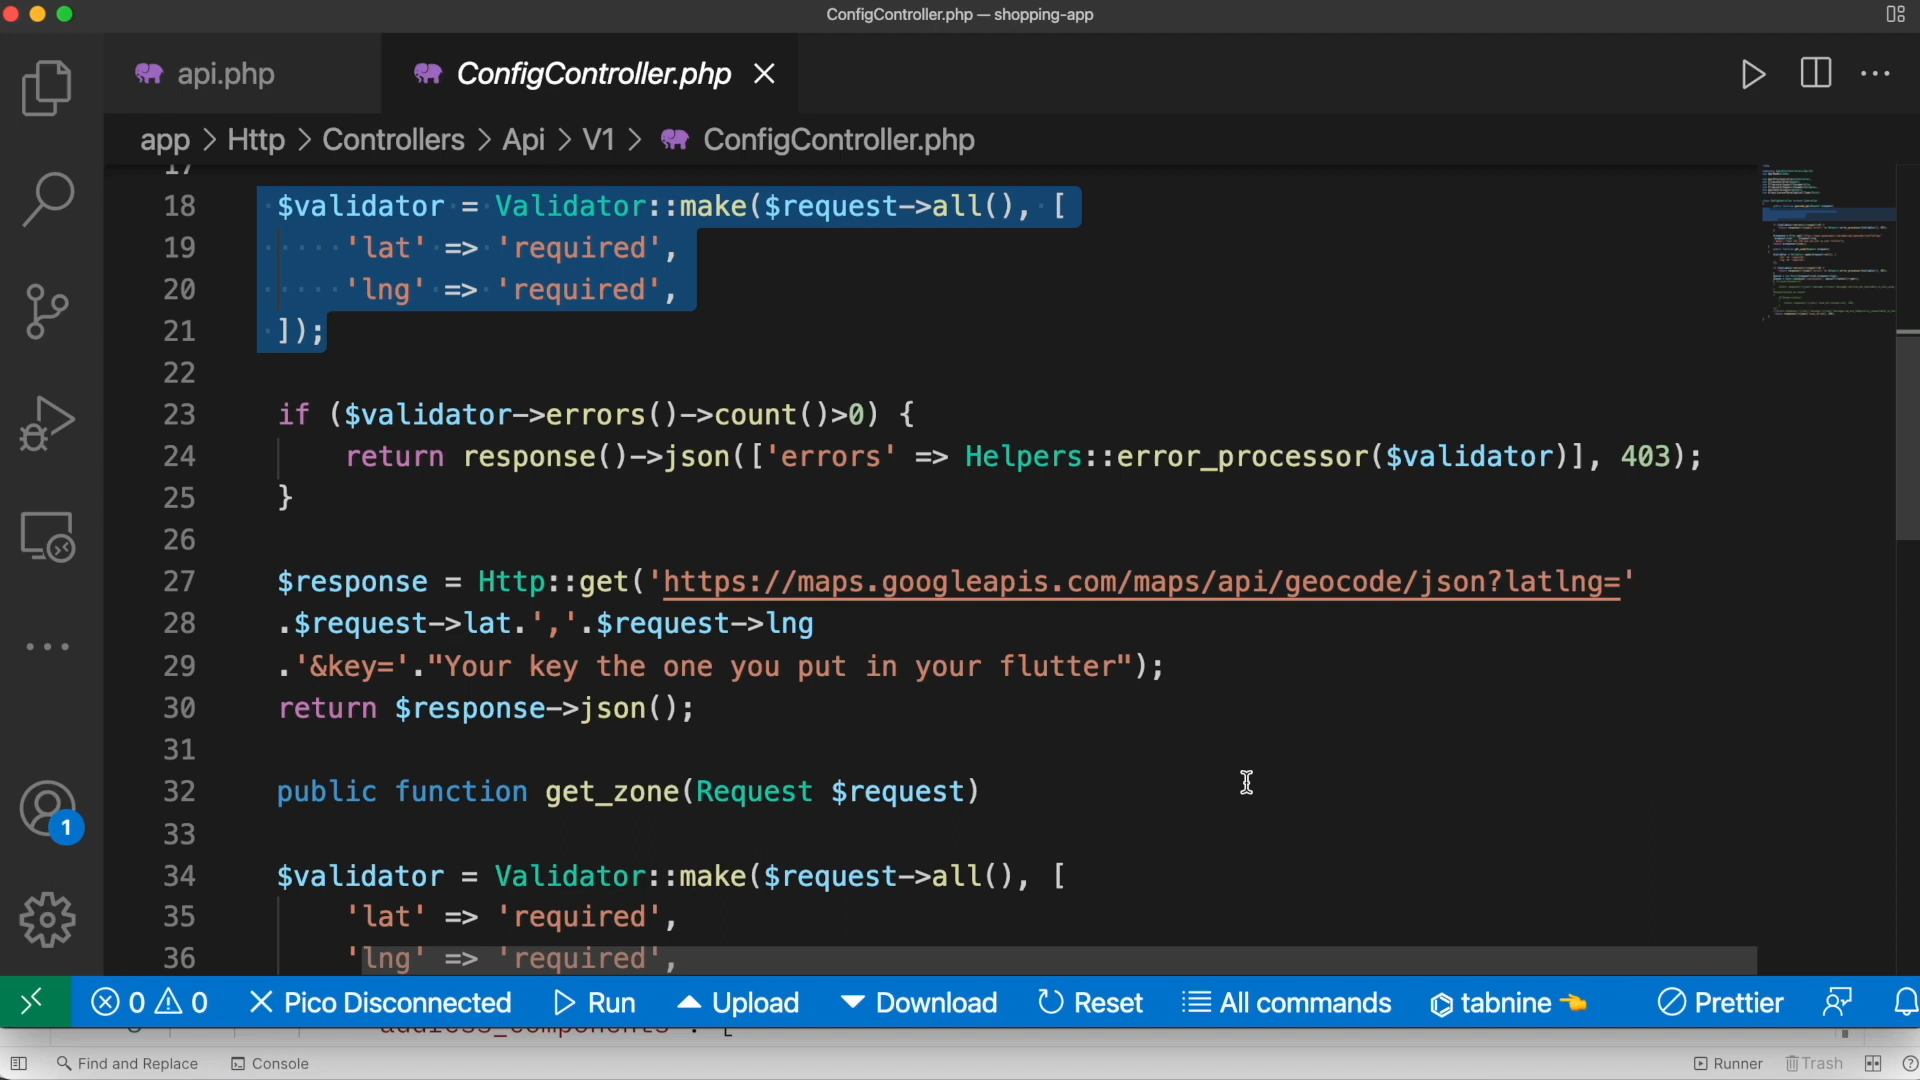 ConfigController.php — shopping-app
api.php
ConfigController.php
app > Http > Controllers > Api > V1 > ConfigController.php
17
18 $validator = Validator::make($request->all(), [
19 'lat' => 'required',
20 'lng' => 'required',
21 ]);
22
23 if ($validator->errors()->count()>0) {
24 return response()->json(['errors' => Helpers::error_processor($validator)], 403);
25 }
26
27 $response = Http::get('https://maps.googleapis.com/maps/api/geocode/json?latlng='
28 .$request->lat.','.$request->lng
29 .'&key='."Your key the one you put in your flutter");
30 return $response->json();
31
32 public function get_zone(Request $request)
33
34 $validator = Validator::make($request->all(), [
35 'lat' => 'required',
36 'lng' => 'required',
1
0 0 Pico Disconnected Run Upload Download Reset All commands tabnine Prettier
Find and Replace Console Runner Trash